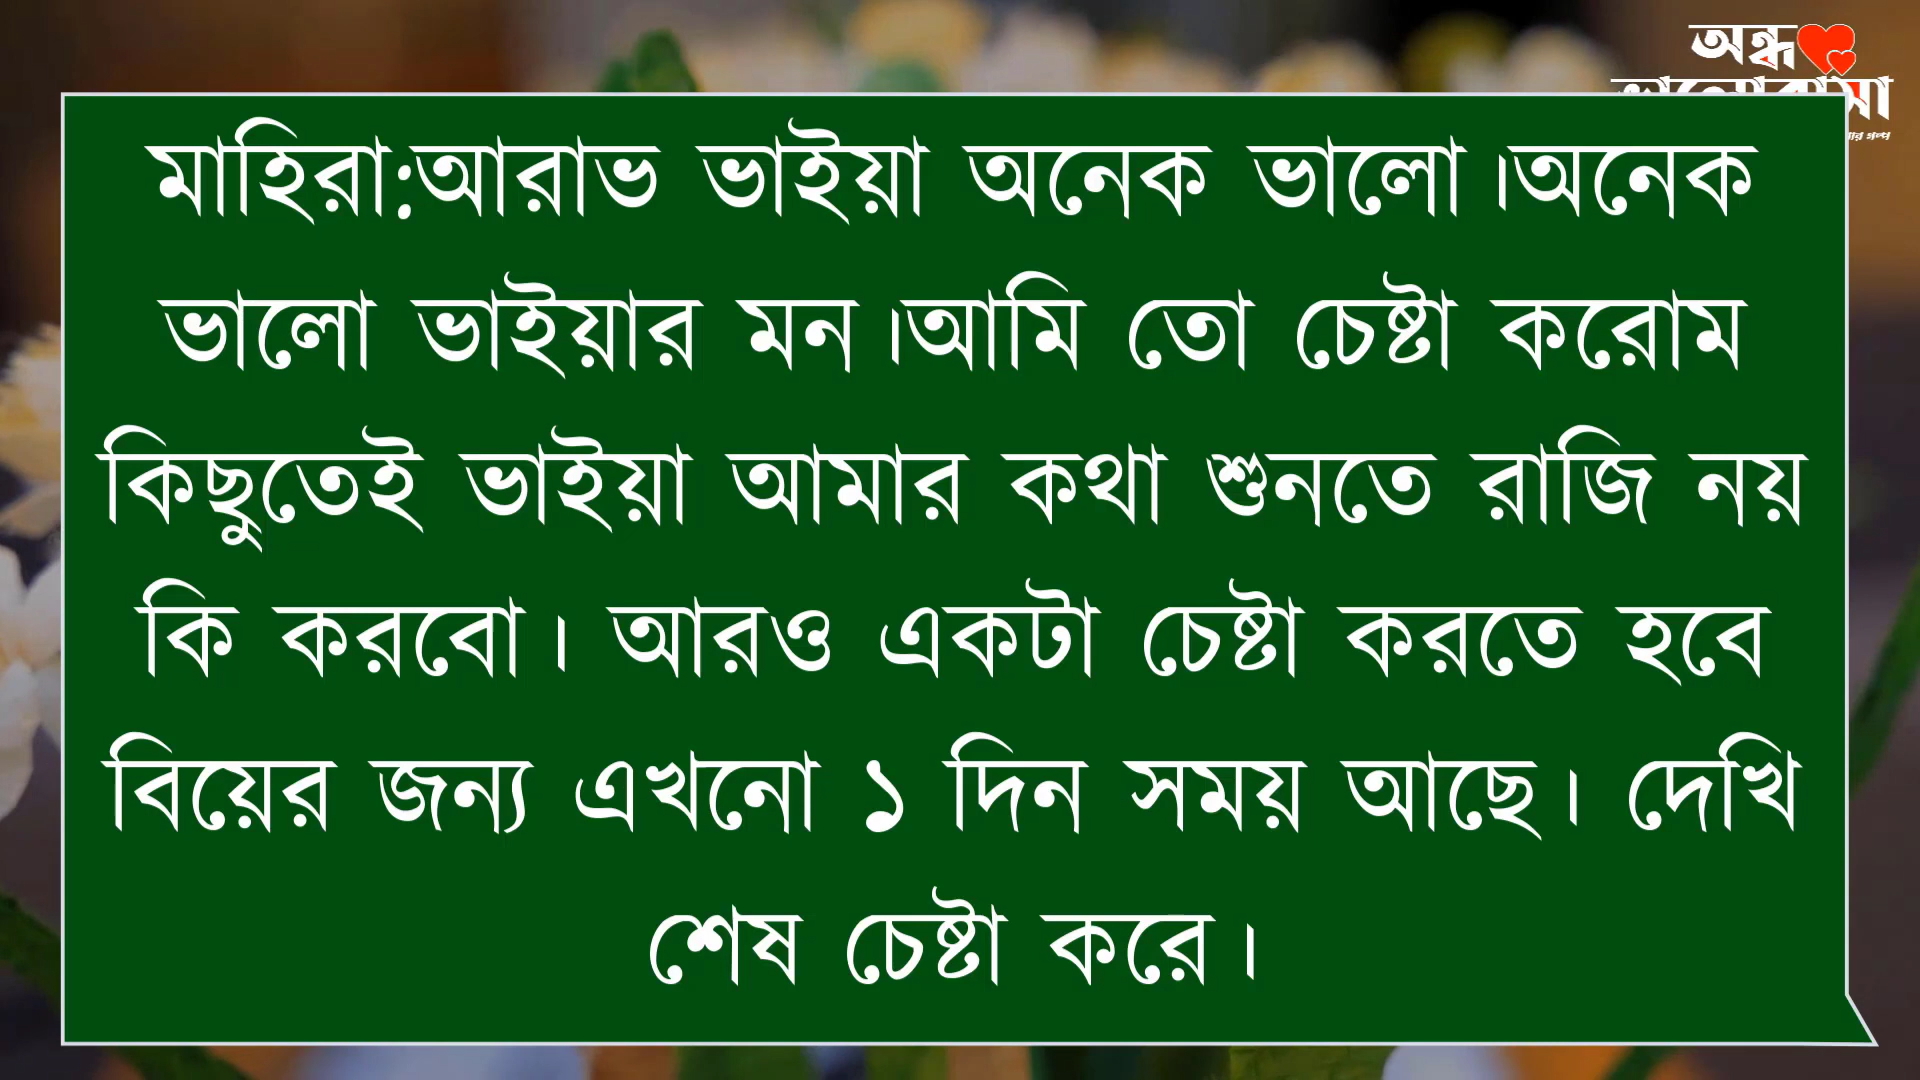 অন্ধ
মাহিরা:আরাভ ভাইয়া অনেক ভালো।অনেক
ভালো ভাইয়ার মন।আমি তো চেষ্টা করোম
কিছুতেই ভাইয়া আমার কথা শুনতে রাজি নয়
কি করবো। আরও একটা চেষ্টা করতে হবে
বিয়ের জন্য এখনো ১ দিন সময় আছে। দেখি
শেষ চেষ্টা করে।